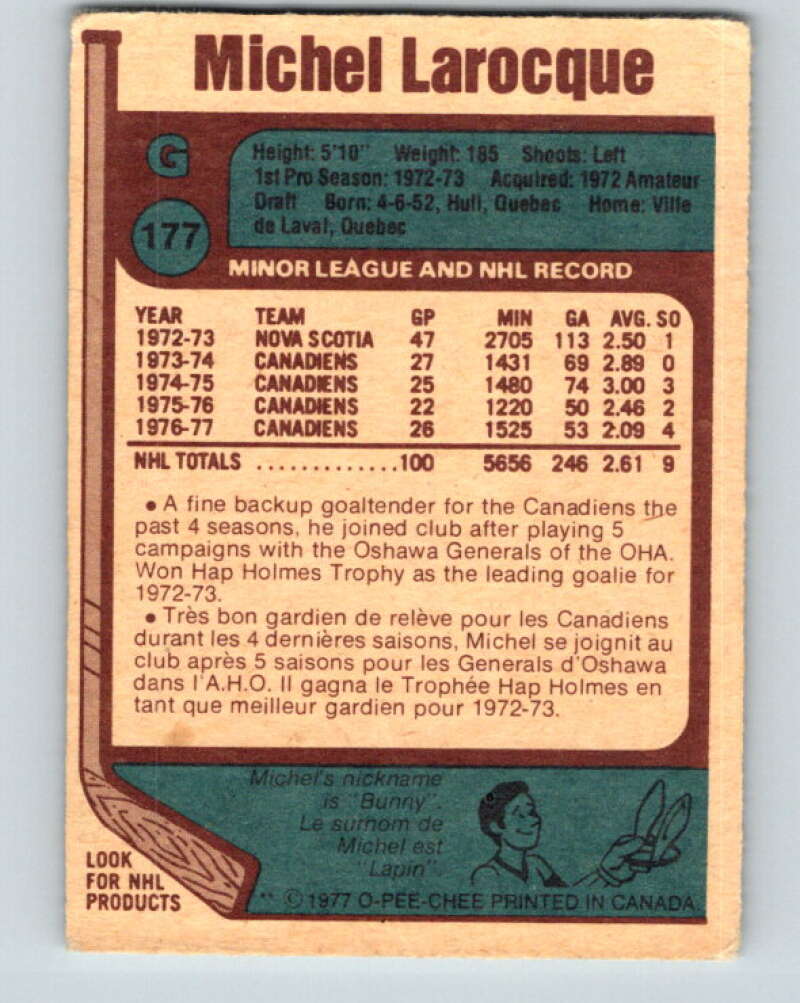 Michel Larocque
G
177
Height: 5'10" Weight: 185 Shoots: Left
1st Pro Season: 1972-73 Acquired: 1972 Amateur
Draft Born: 4-6-52, Hull, Quebec Home: Ville
de Laval, Quebec
MINOR LEAGUE AND NHL RECORD
YEAR TEAM GP MIN GA AVG. SO
1972-73 NOVA SCOTIA 47 2705 113 2.50 1
1973-74 CANADIENS 27 1431 69 2.89 0
1974-75 CANADIENS 25 1480 74 3.00 3
1975-76 CANADIENS 22 1220 50 2.46 2
1976-77 CANADIENS 26 1525 53 2.09 4
NHL TOTALS .............100 5656 246 2.61 9
• A fine backup goaltender for the Canadiens the
past 4 seasons, he joined club after playing 5
campaigns with the Oshawa Generals of the OHA.
Won Hap Holmes Trophy as the leading goalie for
1972-73.
• Très bon gardien de relève pour les Canadiens
durant les 4 dernières saisons, Michel se joignit au
club après 5 saisons pour les Generals d'Oshawa
dans l'A.H.O. Il gagna le Trophée Hap Holmes en
tant que meilleur gardien pour 1972-73.
Michel's nickname
is "Bunny".
Le surnom de
Michel est
"Lapin".
LOOK
FOR NHL
PRODUCTS
** © 1977 O-PEE-CHEE PRINTED IN CANADA